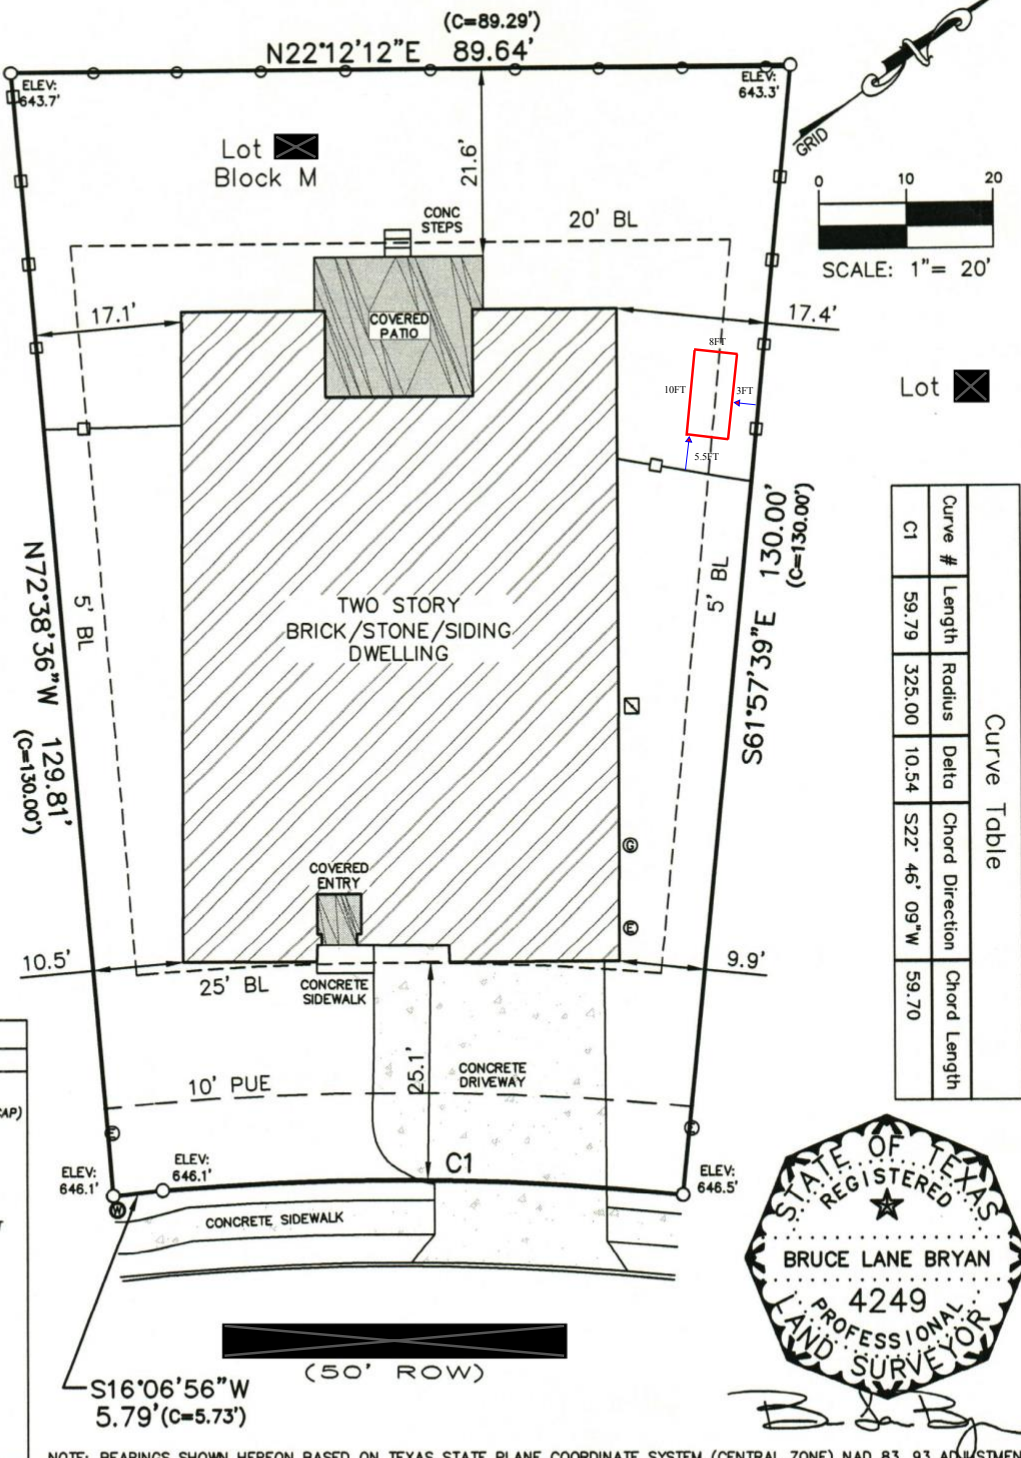 (C=89.29')
N22°12'12"E 89.64'
ELEV:
643.7'
ELEV:
643.3'
GRID
Lot
Block M
21.6'
0 10 20
SCALE: 1"= 20'
CONC
STEPS
20' BL
17.1'
17.4'
COVERED
PATIO
8FT
10FT
3FT
5.5FT
Lot
N72°38'36"W 129.81'
(C=130.00')
5' BL
TWO STORY
BRICK/STONE/SIDING
DWELLING
5' BL
S61°57'39"E 130.00'
(C=130.00')
Curve Table
Curve # Length Radius Delta Chord Direction Chord Length
C1 59.79 325.00 10.54 S22° 46' 09"W 59.70
G
E
COVERED
ENTRY
10.5'
9.9'
25' BL
CONCRETE
SIDEWALK
25.1'
CONCRETE
DRIVEWAY
10' PUE
CAP)
E
E
ELEV:
646.1'
ELEV:
646.1'
C1
ELEV:
646.5'
W
CONCRETE SIDEWALK
(50' ROW)
S16°06'56"W
5.79'(C=5.73')
STATE OF TEXAS
REGISTERED
BRUCE LANE BRYAN
4249
PROFESSIONAL
LAND SURVEYOR
NOTE: BEARINGS SHOWN HEREON BASED ON TEXAS STATE PLANE COORDINATE SYSTEM (CENTRAL ZONE) NAD 83, 93 ADJUSTMEN